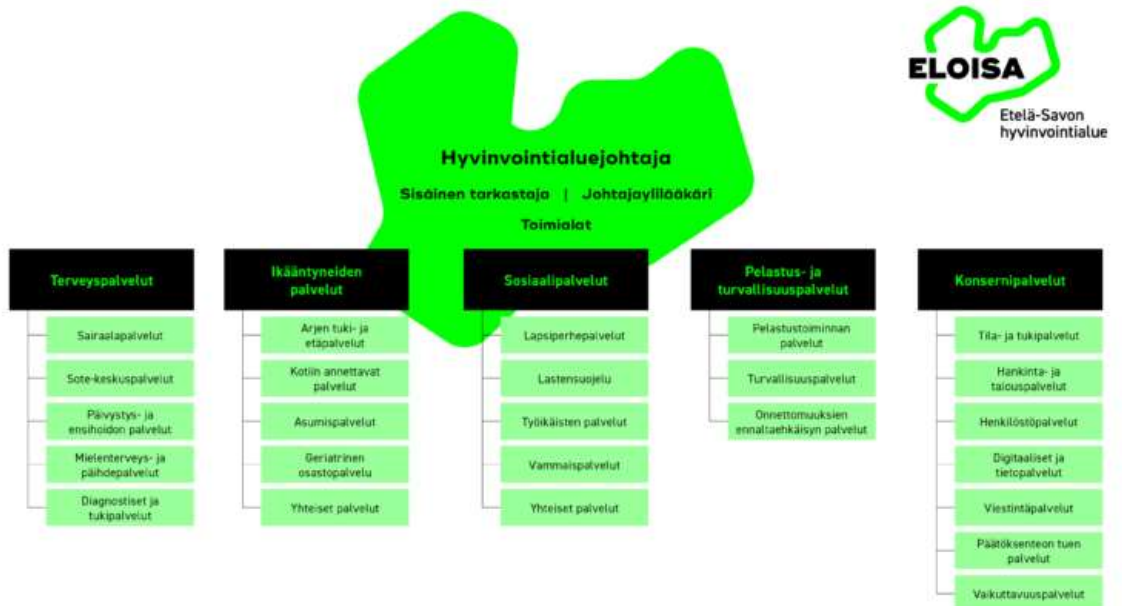 ELOISA
Etelä-Savon
hyvinvointialue
Hyvinvointialuejohtaja
Sisäinen tarkastaja | Johtajaylilääkäri
Toimialat
Terveyspalvelut
Sairaalapalvelut
Sote-keskuspalvelut
Päivystys- ja
ensihoidon palvelut
Mielenterveys- ja
päihdepalvelut
Diagnostiset ja
tukipalvelut
Ikääntyneiden
palvelut
Arjen tuki- ja
etäpalvelut
Kotiin annettavat
palvelut
Asumispalvelut
Geriatrinen
osastopalvelu
Yhteiset palvelut
Sosiaalipalvelut
Lapsiperhepalvelut
Lastensuojelu
Työikäisten palvelut
Vammaispalvelut
Yhteiset palvelut
Pelastus- ja
turvallisuuspalvelut
Pelastustoiminnan
palvelut
Turvallisuuspalvelut
Onnettomuuksien
ennaltaehkäisyn palvelut
Konsernipalvelut
Tila- ja tukipalvelut
Hankinta- ja
talouspalvelut
Henkilöstöpalvelut
Digitaaliset ja
tietopalvelut
Viestintäpalvelut
Päätöksenteon tuen
palvelut
Vaikuttavuuspalvelut